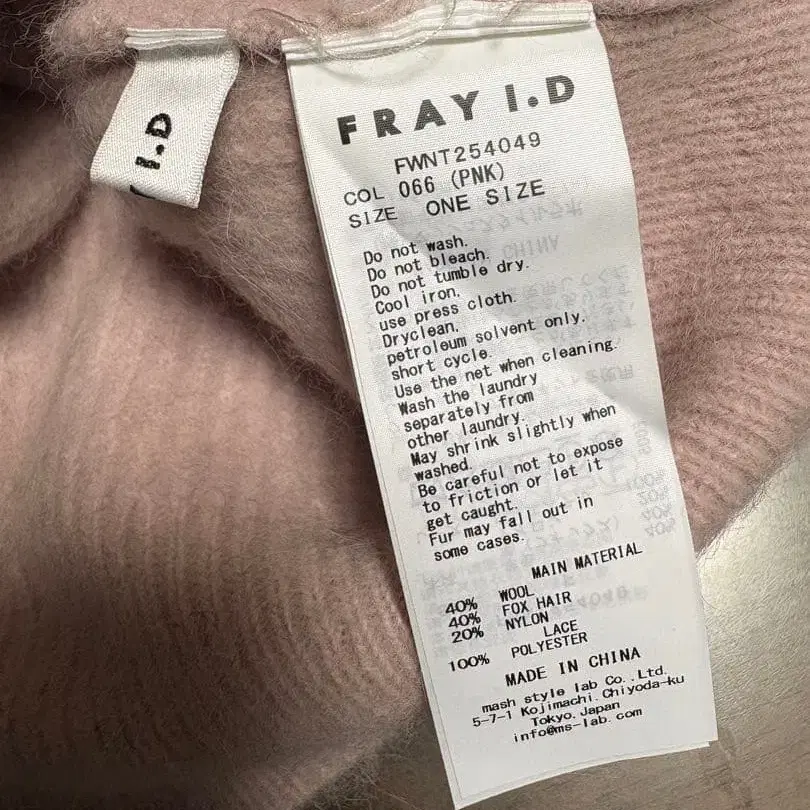 I.D
FRAY I.D
FWNT254049
COL 066 (PNK)
SIZE ONE SIZE
Do not wash.
Do not bleach.
Do not tumble dry.
Cool iron.
use press cloth.
Dryclean.
petroleum solvent only.
short cycle.
Use the net when cleaning.
Wash the laundry
separately from
other laundry.
May shrink slightly when
washed.
Be careful not to expose
to friction or let it
get caught.
Fur may fall out in
some cases.
MAIN MATERIAL
40% WOOL
40% FOX HAIR
20% NYLON
LACE
100% POLYESTER
MADE IN CHINA
mash style lab Co.,Ltd.
5-7-1 Kojimachi.Chiyoda-ku
Tokyo.Japan
info@ms-lab.com